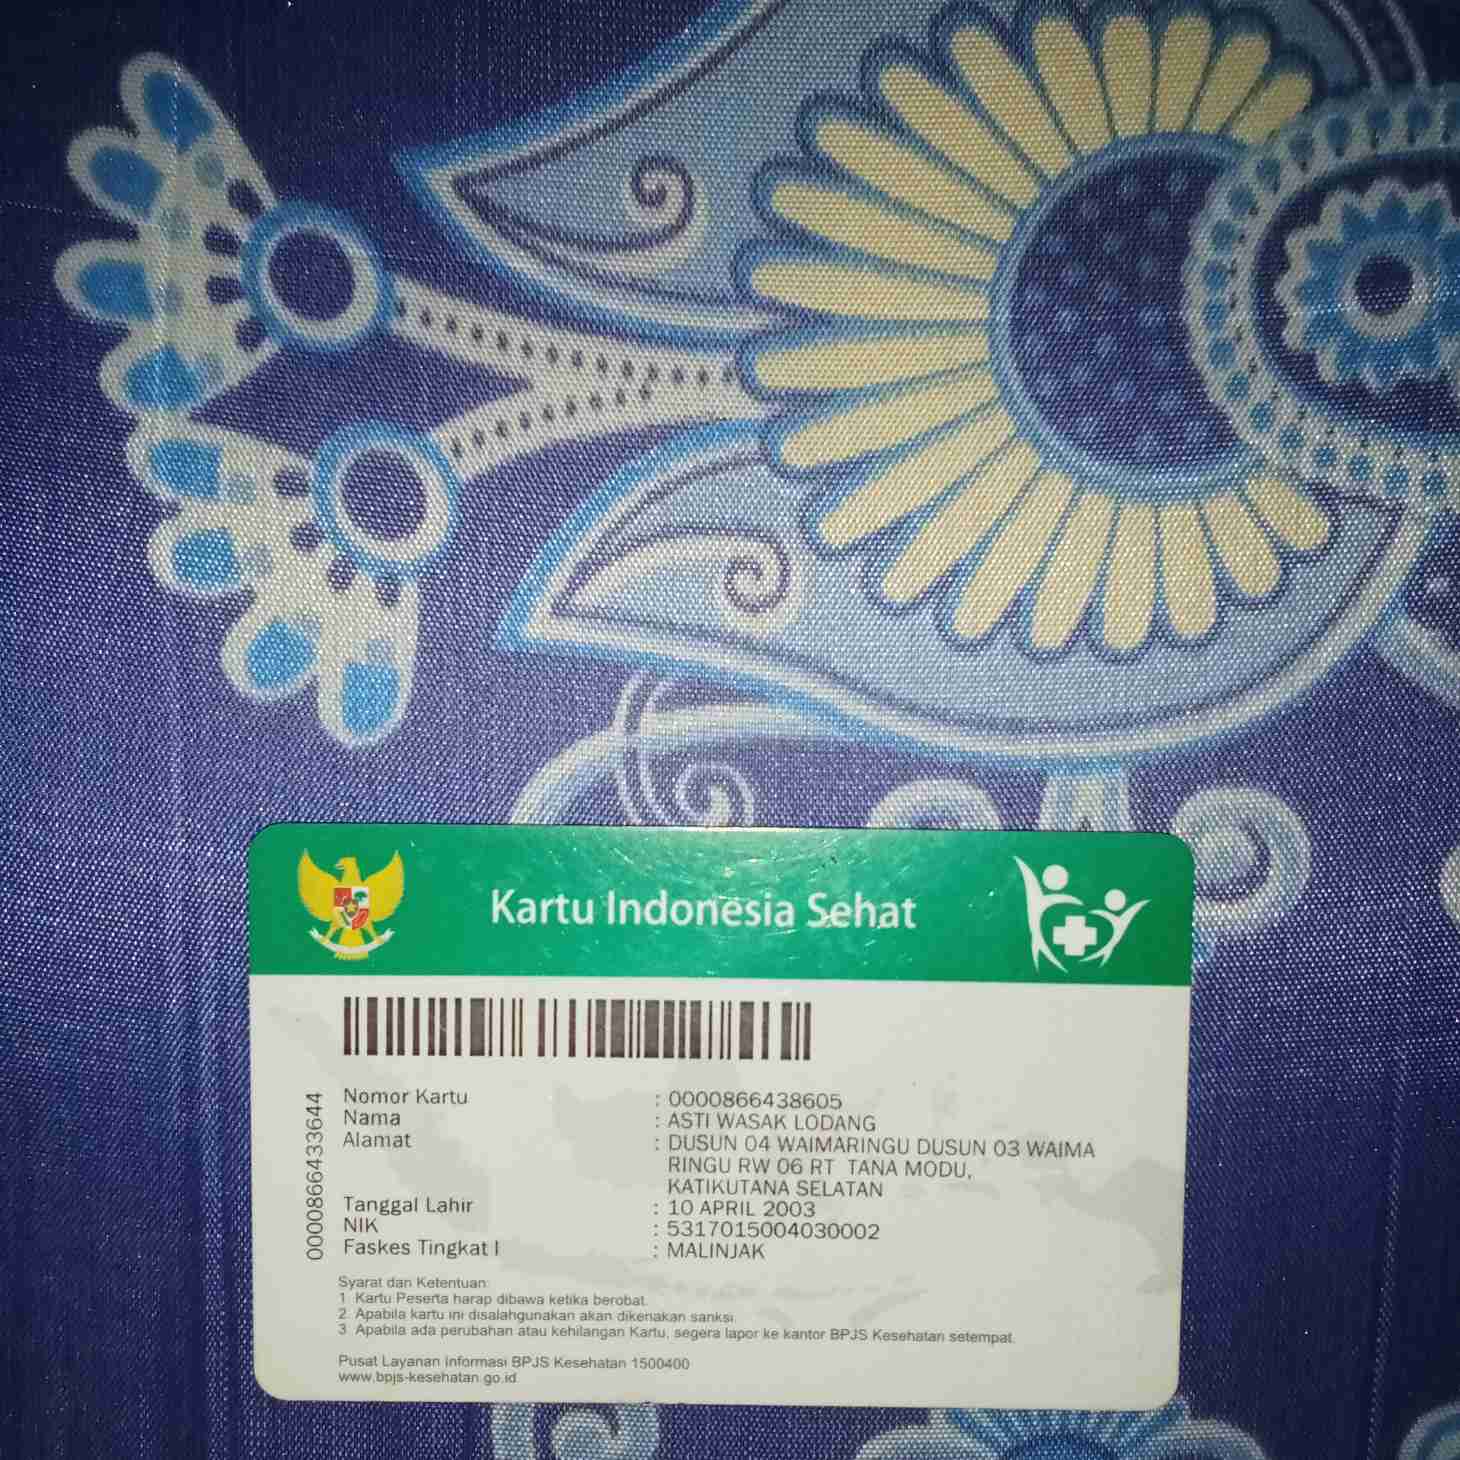 Kartu Indonesia Sehat
0000866433644
Nomor Kartu : 0000866438605
Nama : ASTI WASAK LODANG
Alamat : DUSUN 04 WAIMARINGU DUSUN 03 WAIMA
RINGU RW 06 RT TANA MODU,
KATIKUTANA SELATAN
Tanggal Lahir : 10 APRIL 2003
NIK : 5317015004030002
Faskes Tingkat I : MALINJAK
Syarat dan Ketentuan:
1 Kartu Peserta harap dibawa ketika berobat.
2. Apabila kartu ini disalahgunakan akan dikenakan sanksi.
3 Apabila ada perubahan atau kehilangan Kartu, segera lapor ke kantor BPJS Kesehatan setempat.
Pusat Layanan Informasi BPJS Kesehatan 1500400
www.bpjs-kesehatan.go.id